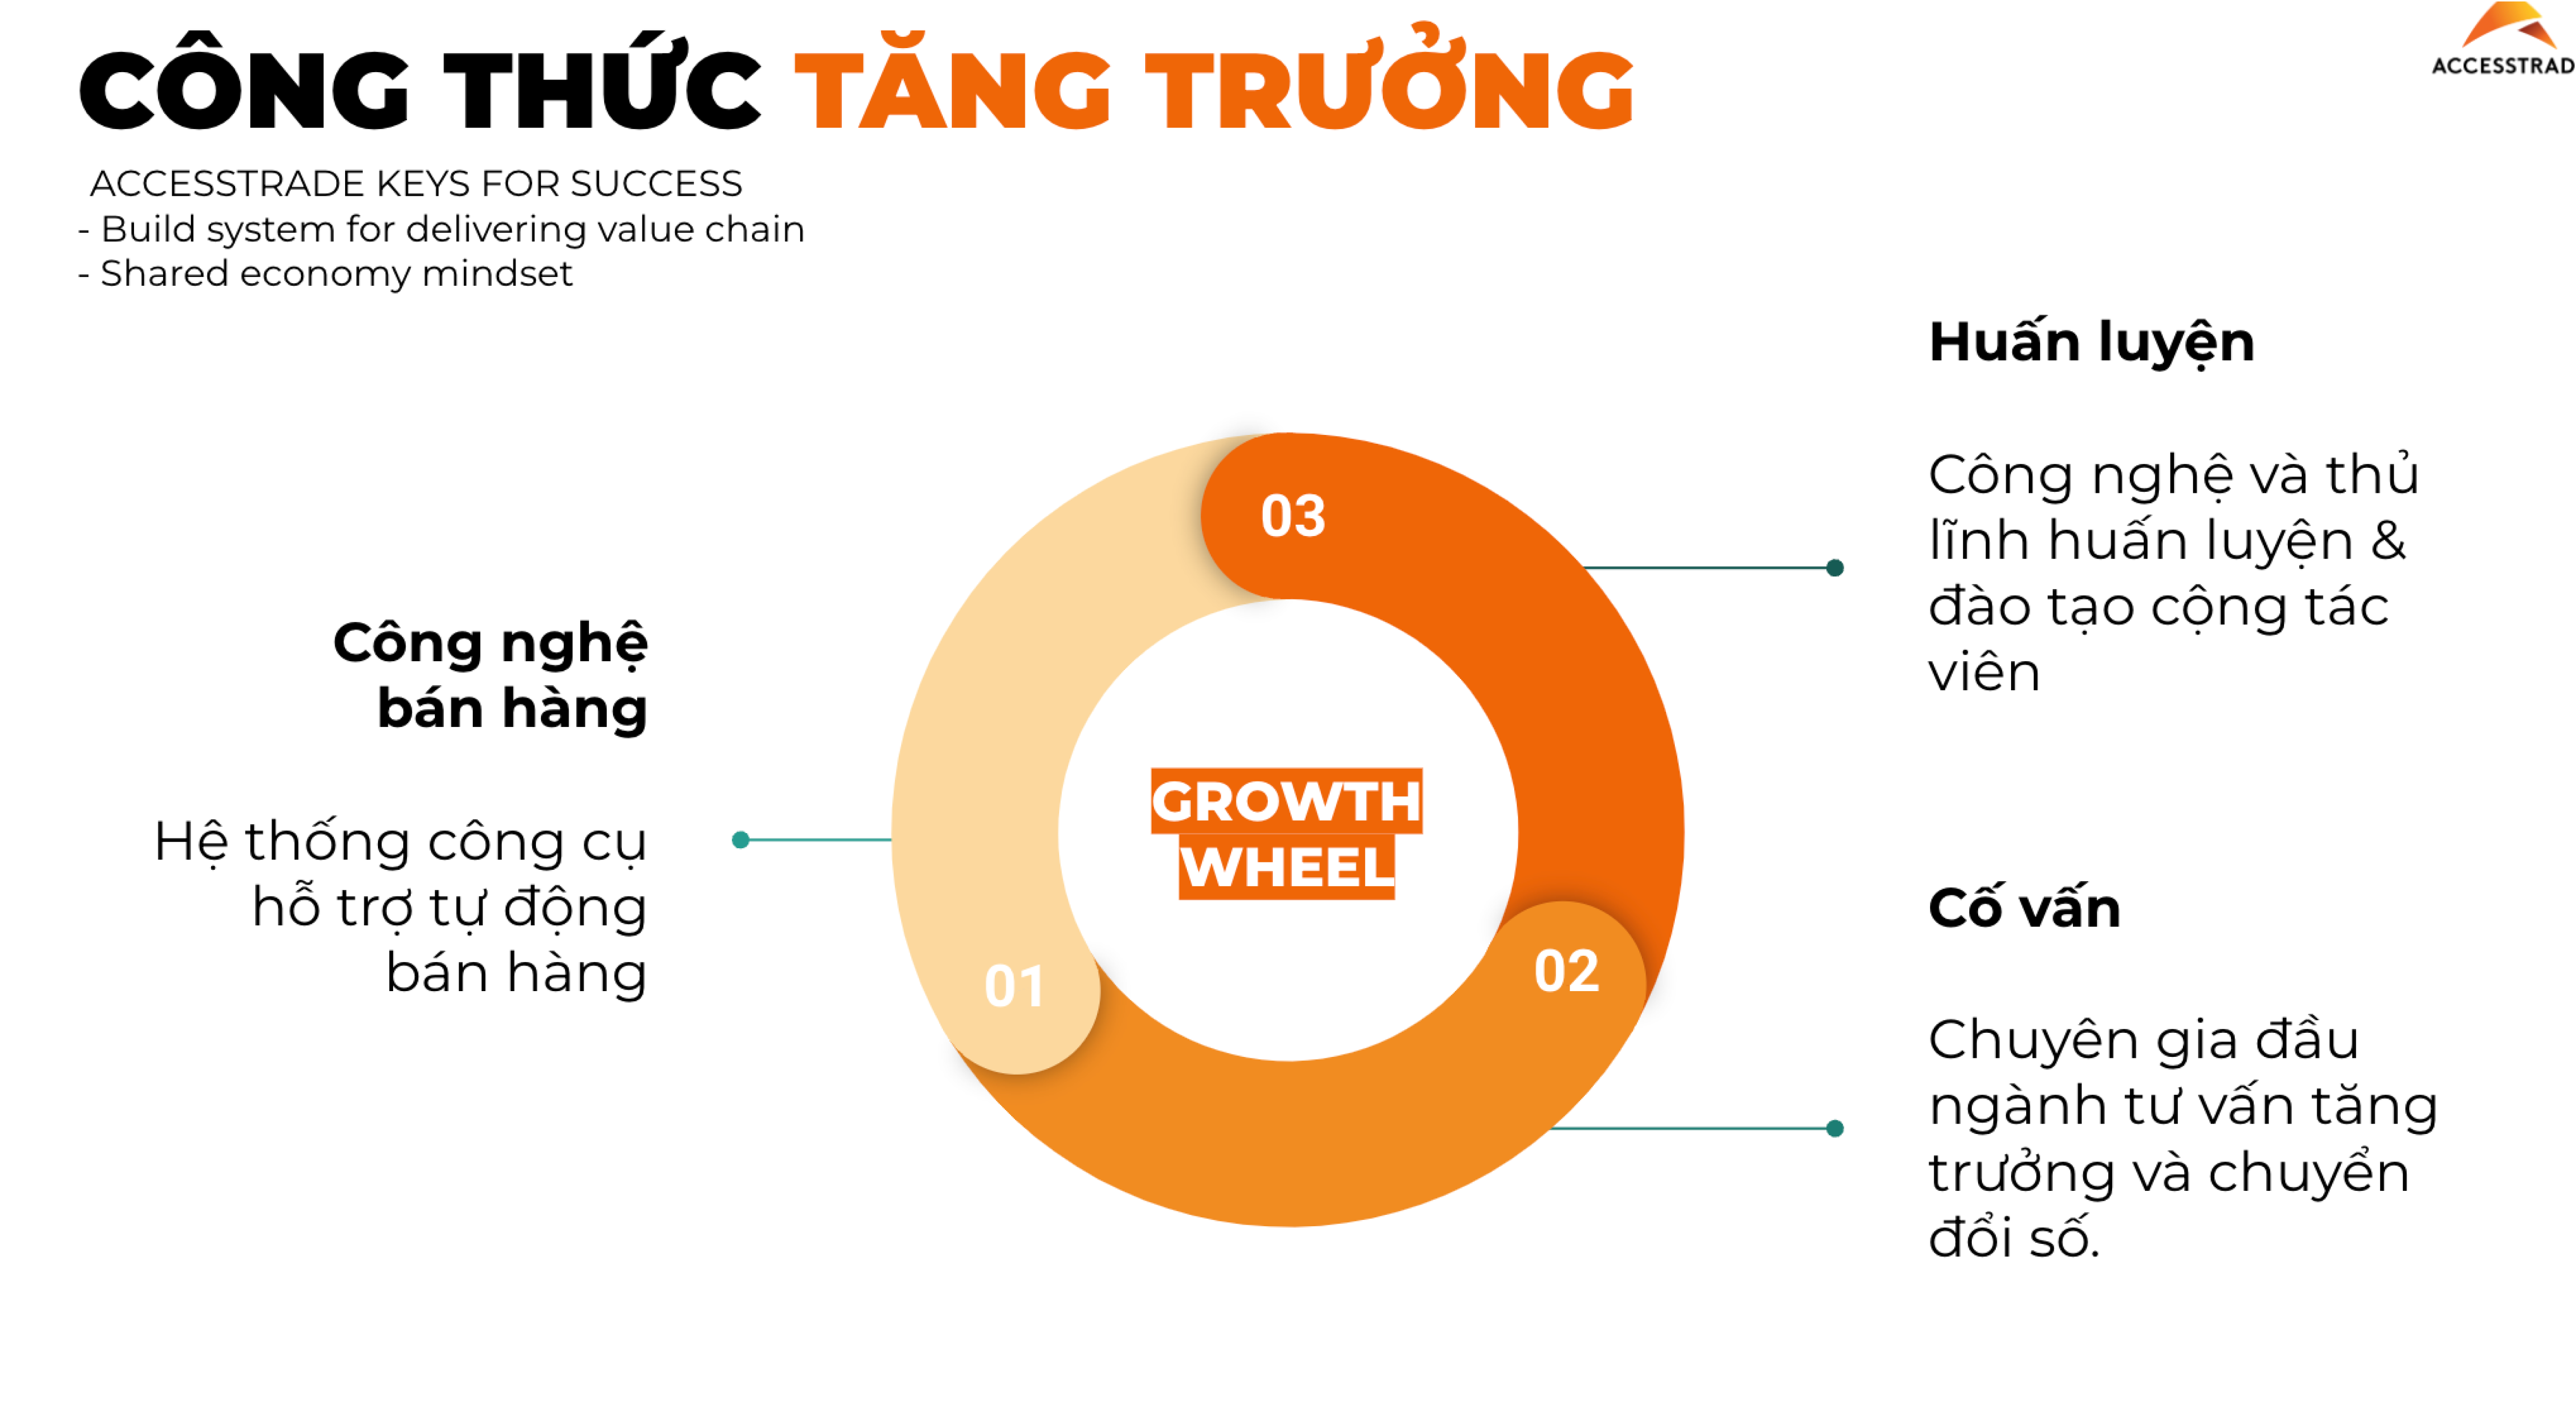 CÔNG THỨC TĂNG TRƯỞNG
ACCESSTRAD
ACCESSTRADE KEYS FOR SUCCESS
- Build system for delivering value chain
- Shared economy mindset
Công nghệ
bán hàng
Hệ thống công cụ
hỗ trợ tự động
bán hàng
03
01
02
GROWTH
WHEEL
Huấn luyện
Công nghệ và thủ
lĩnh huấn luyện &
đào tạo cộng tác
viên
Cố vấn
Chuyên gia đầu
ngành tư vấn tăng
trưởng và chuyển
đổi số.